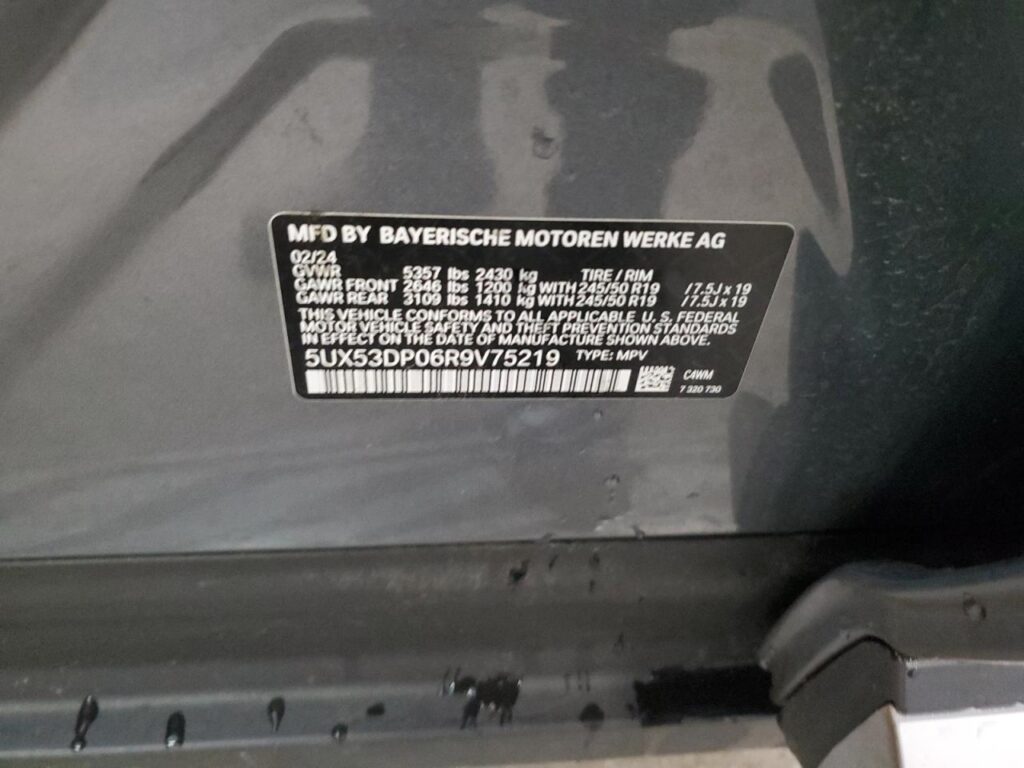 MFD BY BAYERISCHE MOTOREN WERKE AG
02/24
GVWR 5357 lbs 2430 kg TIRE / RIM
GAWR FRONT 2646 lbs 1200 kg WITH 245/50 R19 / 7.5J x 19
GAWR REAR 3109 lbs 1410 kg WITH 245/50 R19 / 7.5J x 19
THIS VEHICLE CONFORMS TO ALL APPLICABLE U. S. FEDERAL
MOTOR VEHICLE SAFETY AND THEFT PREVENTION STANDARDS
IN EFFECT ON THE DATE OF MANUFACTURE SHOWN ABOVE.
5UX53DP06R9V75219 TYPE: MPV
C4WM
7 320 730